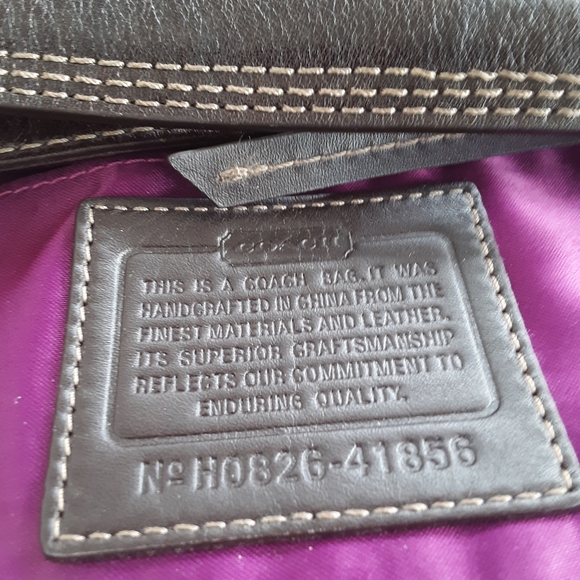 COACH
THIS IS A COACH BAG. IT WAS
HANDCRAFTED IN CHINA FROM THE
FINEST MATERIALS AND LEATHER.
ITS SUPERIOR CRAFTSMANSHIP
REFLECTS OUR COMMITMENT TO
ENDURING QUALITY.
Nº H0826-41856